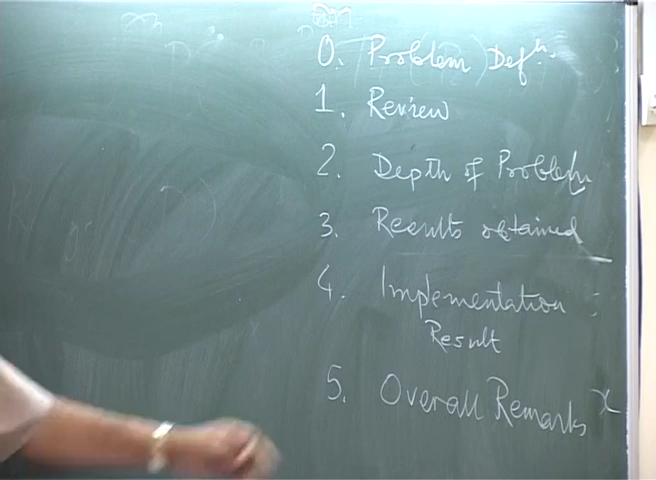 0. Problem Defn.
1. Review
2. Depth of Problem
3. Results obtained
4. Implementation :
Result
5. Overall Remarks x